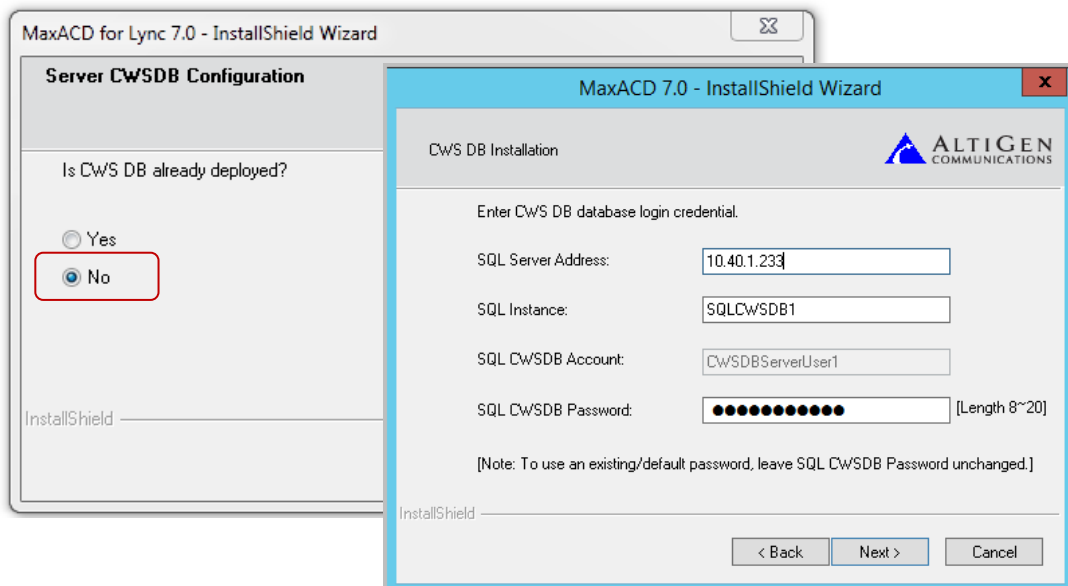 MaxACD for Lync 7.0 - InstallShield Wizard
Server CWSDB Configuration
Is CWS DB already deployed?
Yes
No
InstallShield
MaxACD 7.0 - InstallShield Wizard
x
CWS DB Installation
ALTIGEN
COMMUNICATIONS
Enter CWS DB database login credential.
SQL Server Address:
10.40.1.233
SQL Instance:
SQLCWSDB1
SQL CWSDB Account:
CWSDBServerUser1
SQL CWSDB Password:
●●●●●●●●●●●
[Length 8~20]
[Note: To use an existing/default password, leave SQL CWSDB Password unchanged.]
InstallShield
< Back
Next >
Cancel